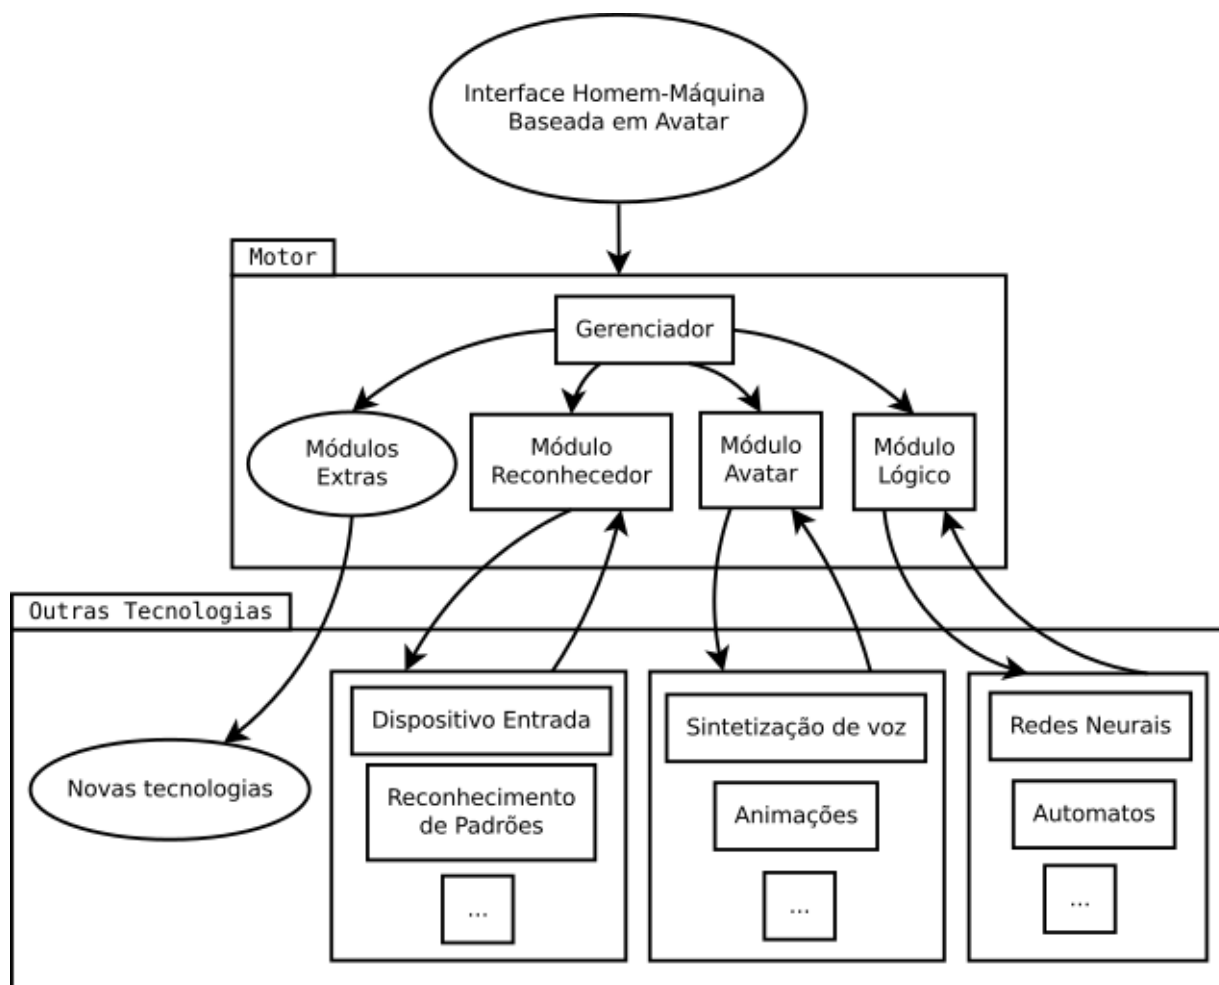 Interface Homem-Máquina
Baseada em Avatar
Motor
Gerenciador
Módulos
Extras
Módulo
Reconhecedor
Módulo
Avatar
Módulo
Lógico
Outras Tecnologias
Novas tecnologias
Dispositivo Entrada
Reconhecimento
de Padrões
...
Sintetização de voz
Animações
...
Redes Neurais
Automatos
...